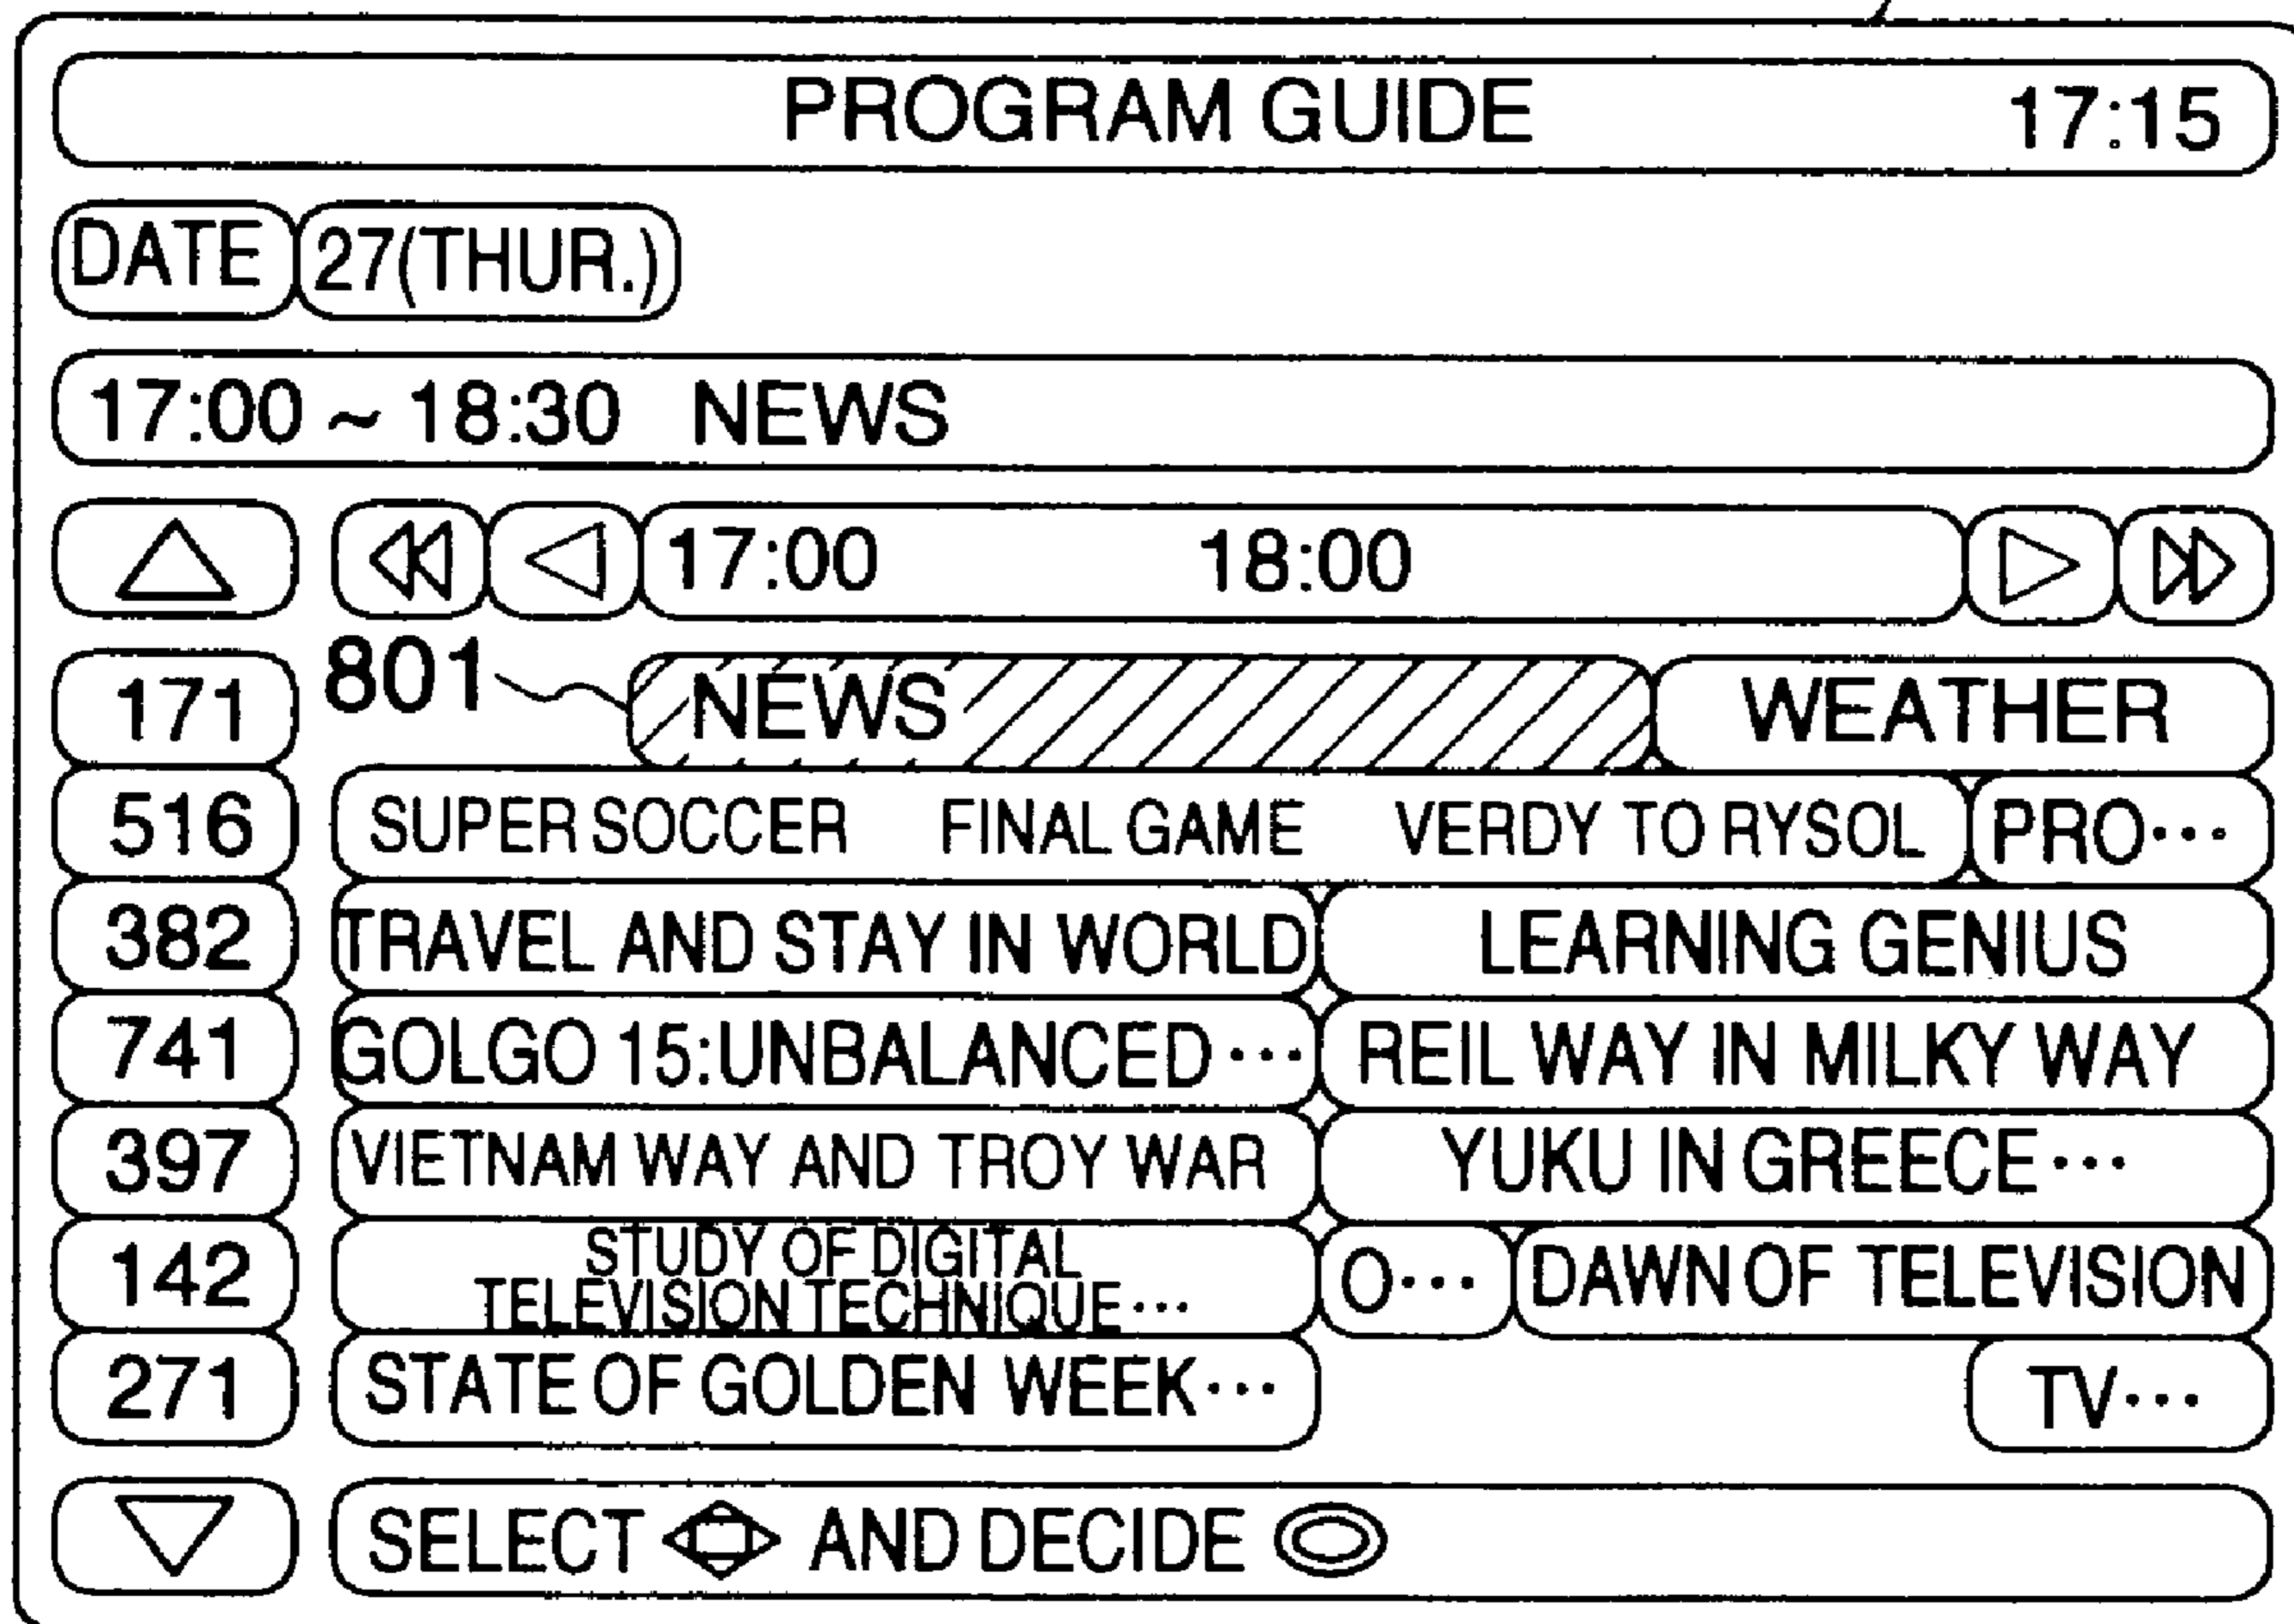 PROGRAM GUIDE 17:15
DATE 27(THUR.)
17:00 ~ 18:30 NEWS
17:00 18:00
171 801 NEWS WEATHER
516 SUPER SOCCER FINAL GAME VERDY TO RYSOL PRO...
382 TRAVEL AND STAY IN WORLD LEARNING GENIUS
741 GOLGO 15:UNBALANCED... REIL WAY IN MILKY WAY
397 VIETNAM WAY AND TROY WAR YUKU IN GREECE...
142 STUDY OF DIGITAL
TELEVISION TECHNIQUE... O... DAWN OF TELEVISION
271 STATE OF GOLDEN WEEK... TV...
SELECT AND DECIDE